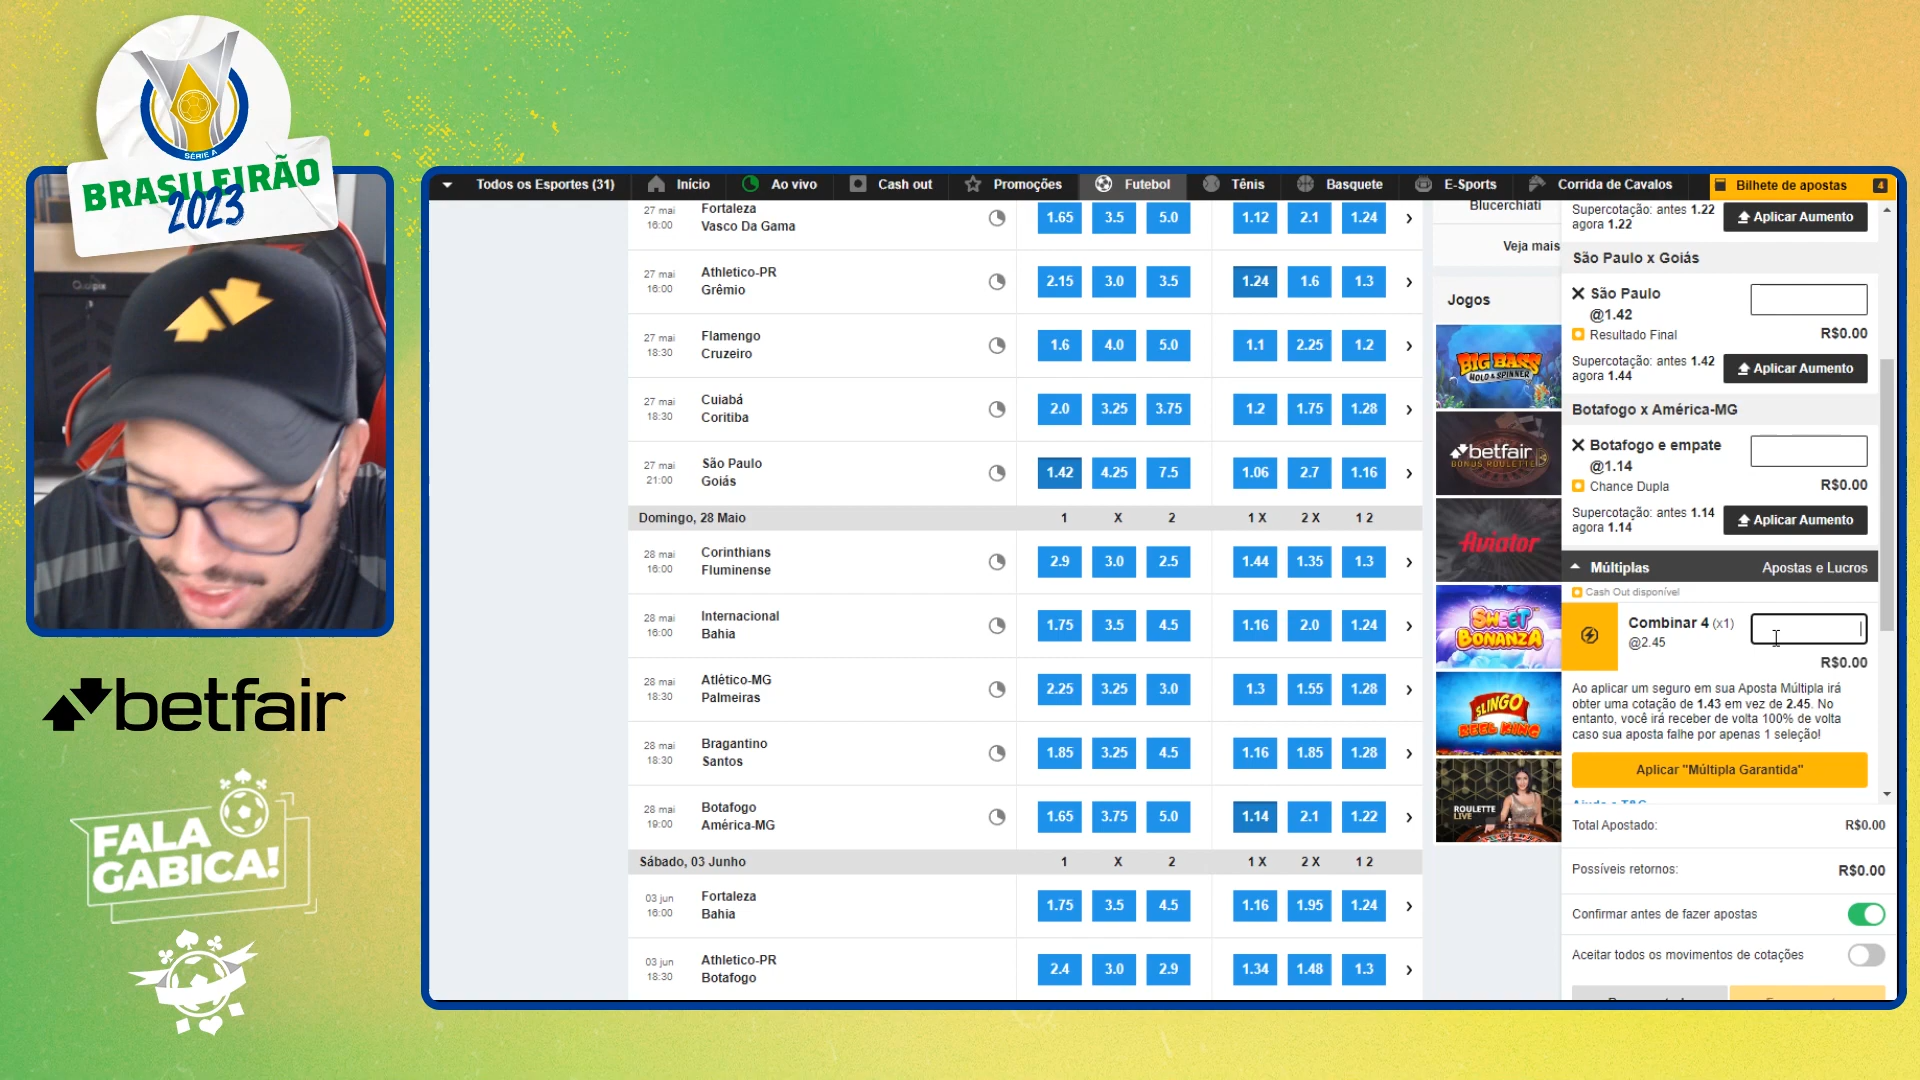 SÉRIE A
BRASILEIRÃO
2023
betfair
FALA
GABICA!
Todos os Esportes (31)
Início
Ao vivo
Cash out
Promoções
Futebol
Tênis
Basquete
E-Sports
Corrida de Cavalos
Bilhete de apostas
4
27 mai
16:00
Fortaleza
Vasco Da Gama
1.65 3.5 5.0 1.12 2.1 1.24
27 mai
16:00
Athletico-PR
Grêmio
2.15 3.0 3.5 1.24 1.6 1.3
27 mai
18:30
Flamengo
Cruzeiro
1.6 4.0 5.0 1.1 2.25 1.2
27 mai
18:30
Cuiabá
Coritiba
2.0 3.25 3.75 1.2 1.75 1.28
27 mai
21:00
São Paulo
Goiás
1.42 4.25 7.5 1.06 2.7 1.16
Domingo, 28 Maio 1 X 2 1 X 2 X 1 2
28 mai
16:00
Corinthians
Fluminense
2.9 3.0 2.5 1.44 1.35 1.3
28 mai
16:00
Internacional
Bahia
1.75 3.5 4.5 1.16 2.0 1.24
28 mai
18:30
Atlético-MG
Palmeiras
2.25 3.25 3.0 1.3 1.55 1.28
28 mai
18:30
Bragantino
Santos
1.85 3.25 4.5 1.16 1.85 1.28
28 mai
19:00
Botafogo
América-MG
1.65 3.75 5.0 1.14 2.1 1.22
Sábado, 03 Junho 1 X 2 1 X 2 X 1 2
03 jun
16:00
Fortaleza
Bahia
1.75 3.5 4.5 1.16 1.95 1.24
03 jun
18:30
Athletico-PR
Botafogo
2.4 3.0 2.9 1.34 1.48 1.3
Blucerchiati
Veja mais
Jogos
BIG BASS
HOLD & SPINNER
betfair
BONUS ROULETTE
Aviator
SWEET
BONANZA
SLINGO
REEL KING
ROULETTE
LIVE
Supercotação: antes 1.22
agora 1.22
Aplicar Aumento
São Paulo x Goiás
São Paulo
@1.42
Resultado Final
R$0.00
Supercotação: antes 1.42
agora 1.44
Aplicar Aumento
Botafogo x América-MG
Botafogo e empate
@1.14
Chance Dupla
R$0.00
Supercotação: antes 1.14
agora 1.14
Aplicar Aumento
Múltiplas
Apostas e Lucros
Cash Out disponível
Combinar 4 (x1)
@2.45
R$0.00
Ao aplicar um seguro em sua Aposta Múltipla irá
obter uma cotação de 1.43 em vez de 2.45. No
entanto, você irá receber de volta 100% de volta
caso sua aposta falhe por apenas 1 seleção!
Aplicar "Múltipla Garantida"
Total Apostado:
R$0.00
Possíveis retornos:
R$0.00
Confirmar antes de fazer apostas
Aceitar todos os movimentos de cotações